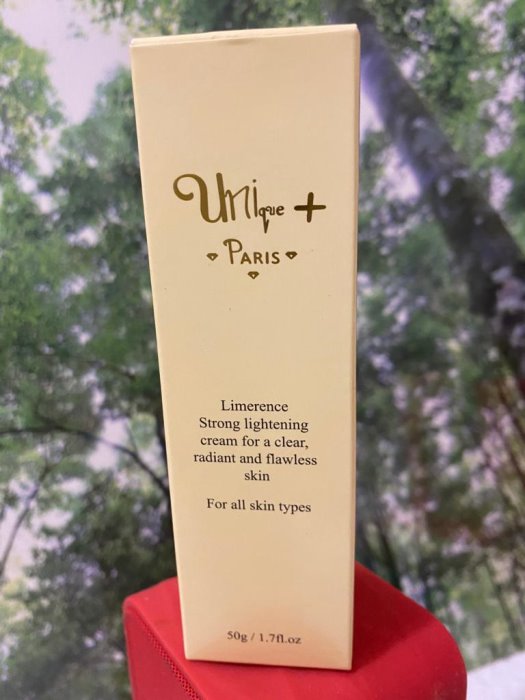 Unique +
PARIS
Limerence
Strong lightening
cream for a clear,
radiant and flawless
skin
For all skin types
50g / 1.7fl.oz